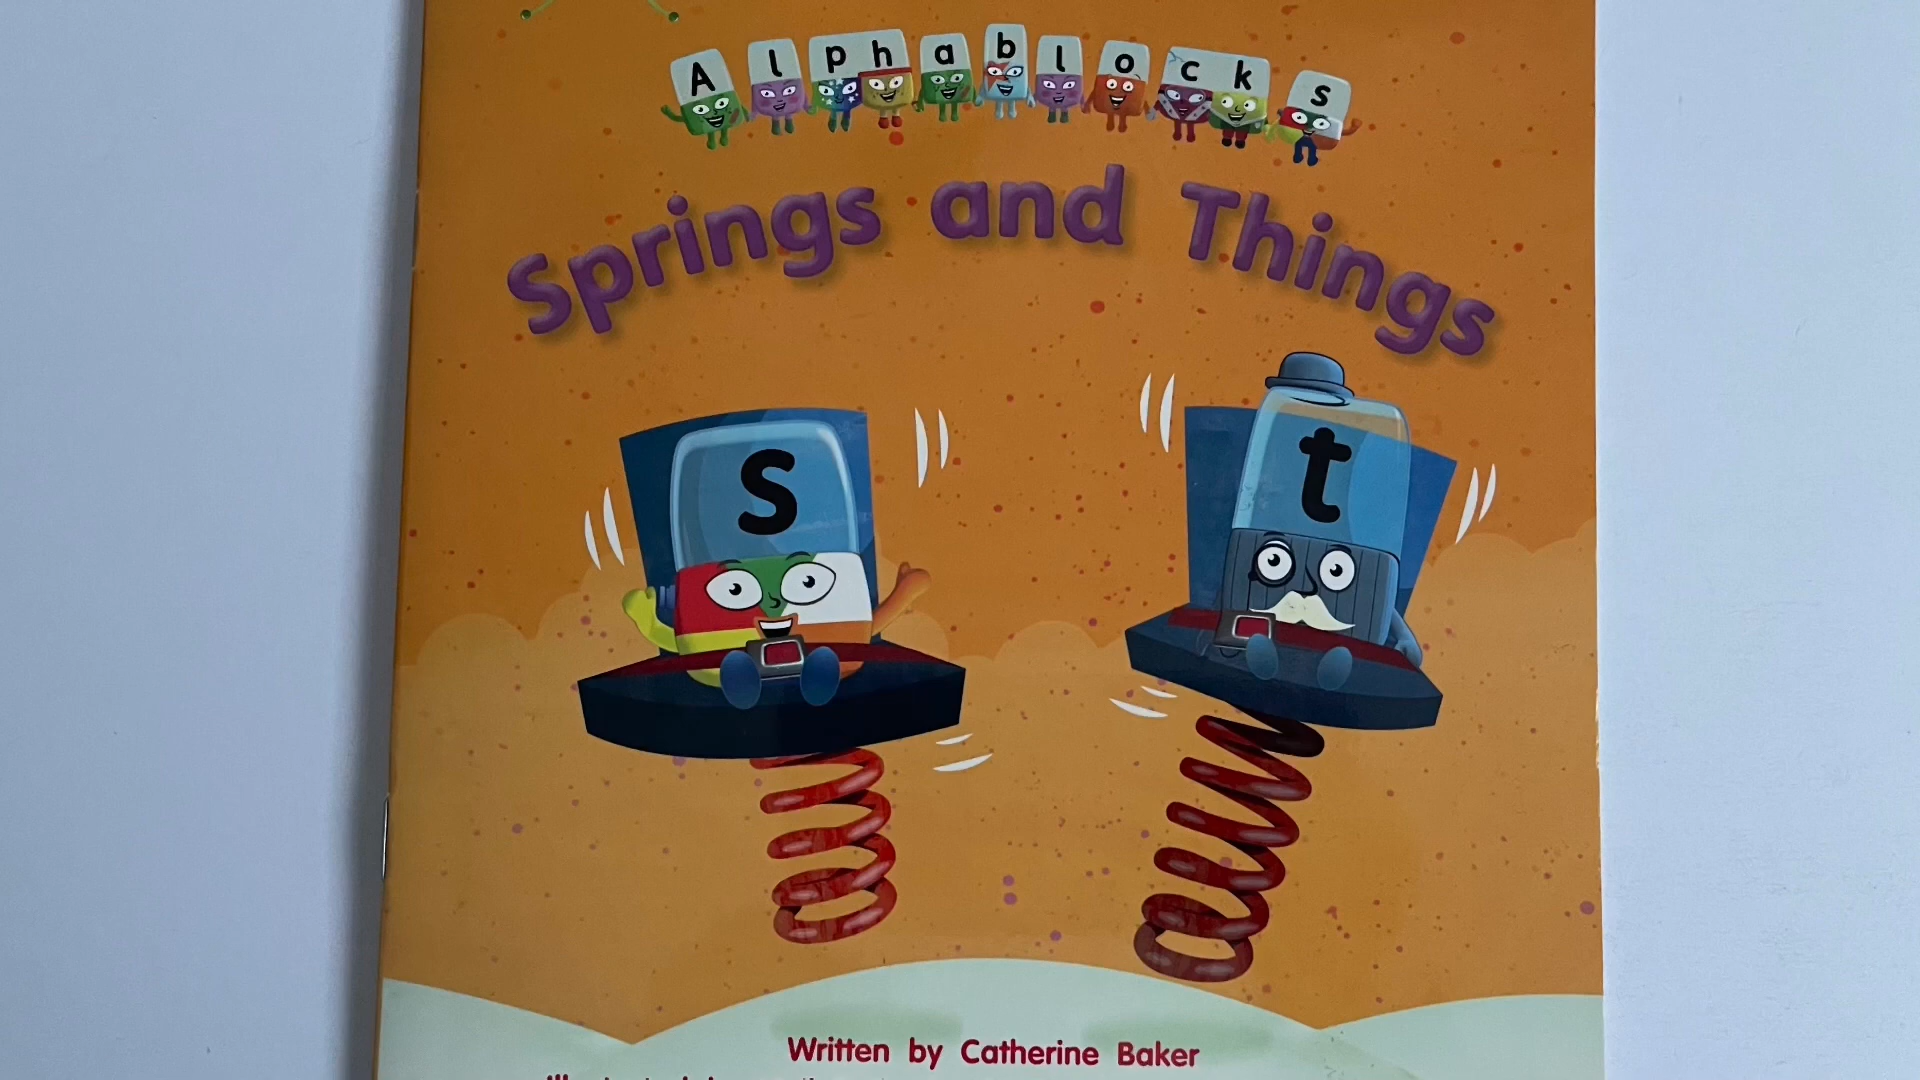 Alphablocks
Springs and Things
s
t
Written by Catherine Baker